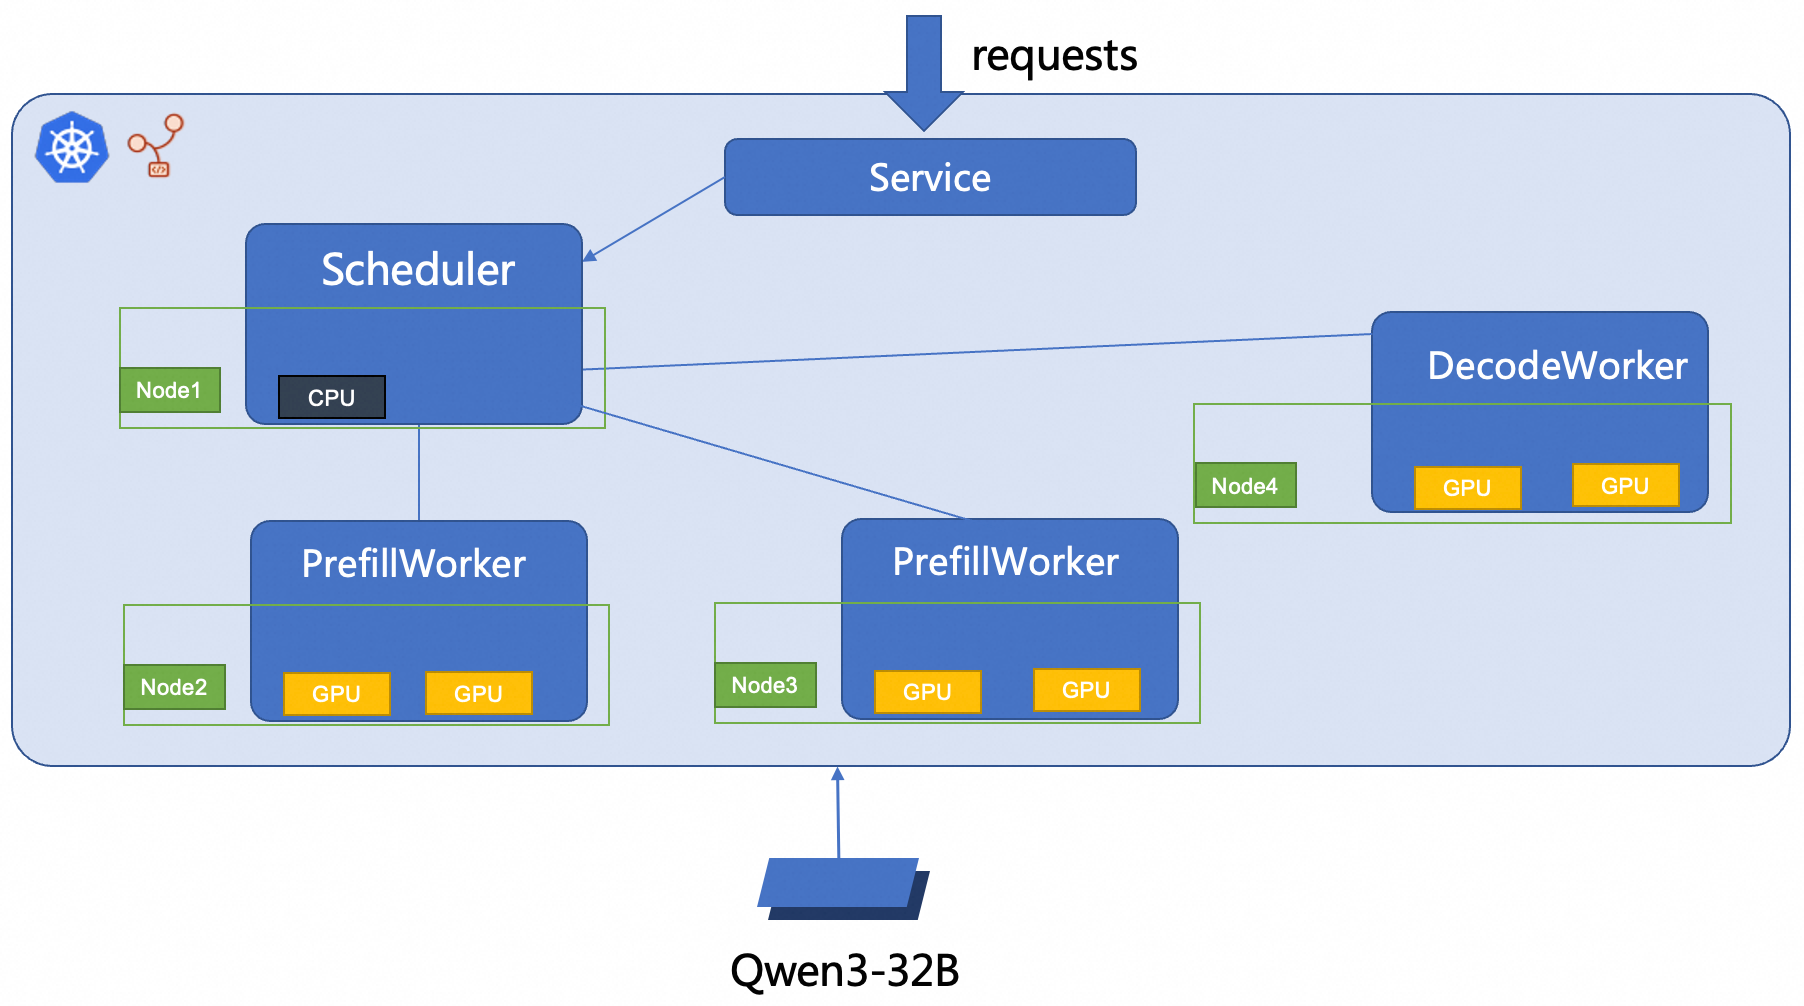 requests
Service
Scheduler
Node1
CPU
DecodeWorker
Node4
GPU
GPU
PrefillWorker
Node2
GPU
GPU
PrefillWorker
Node3
GPU
GPU
Qwen3-32B